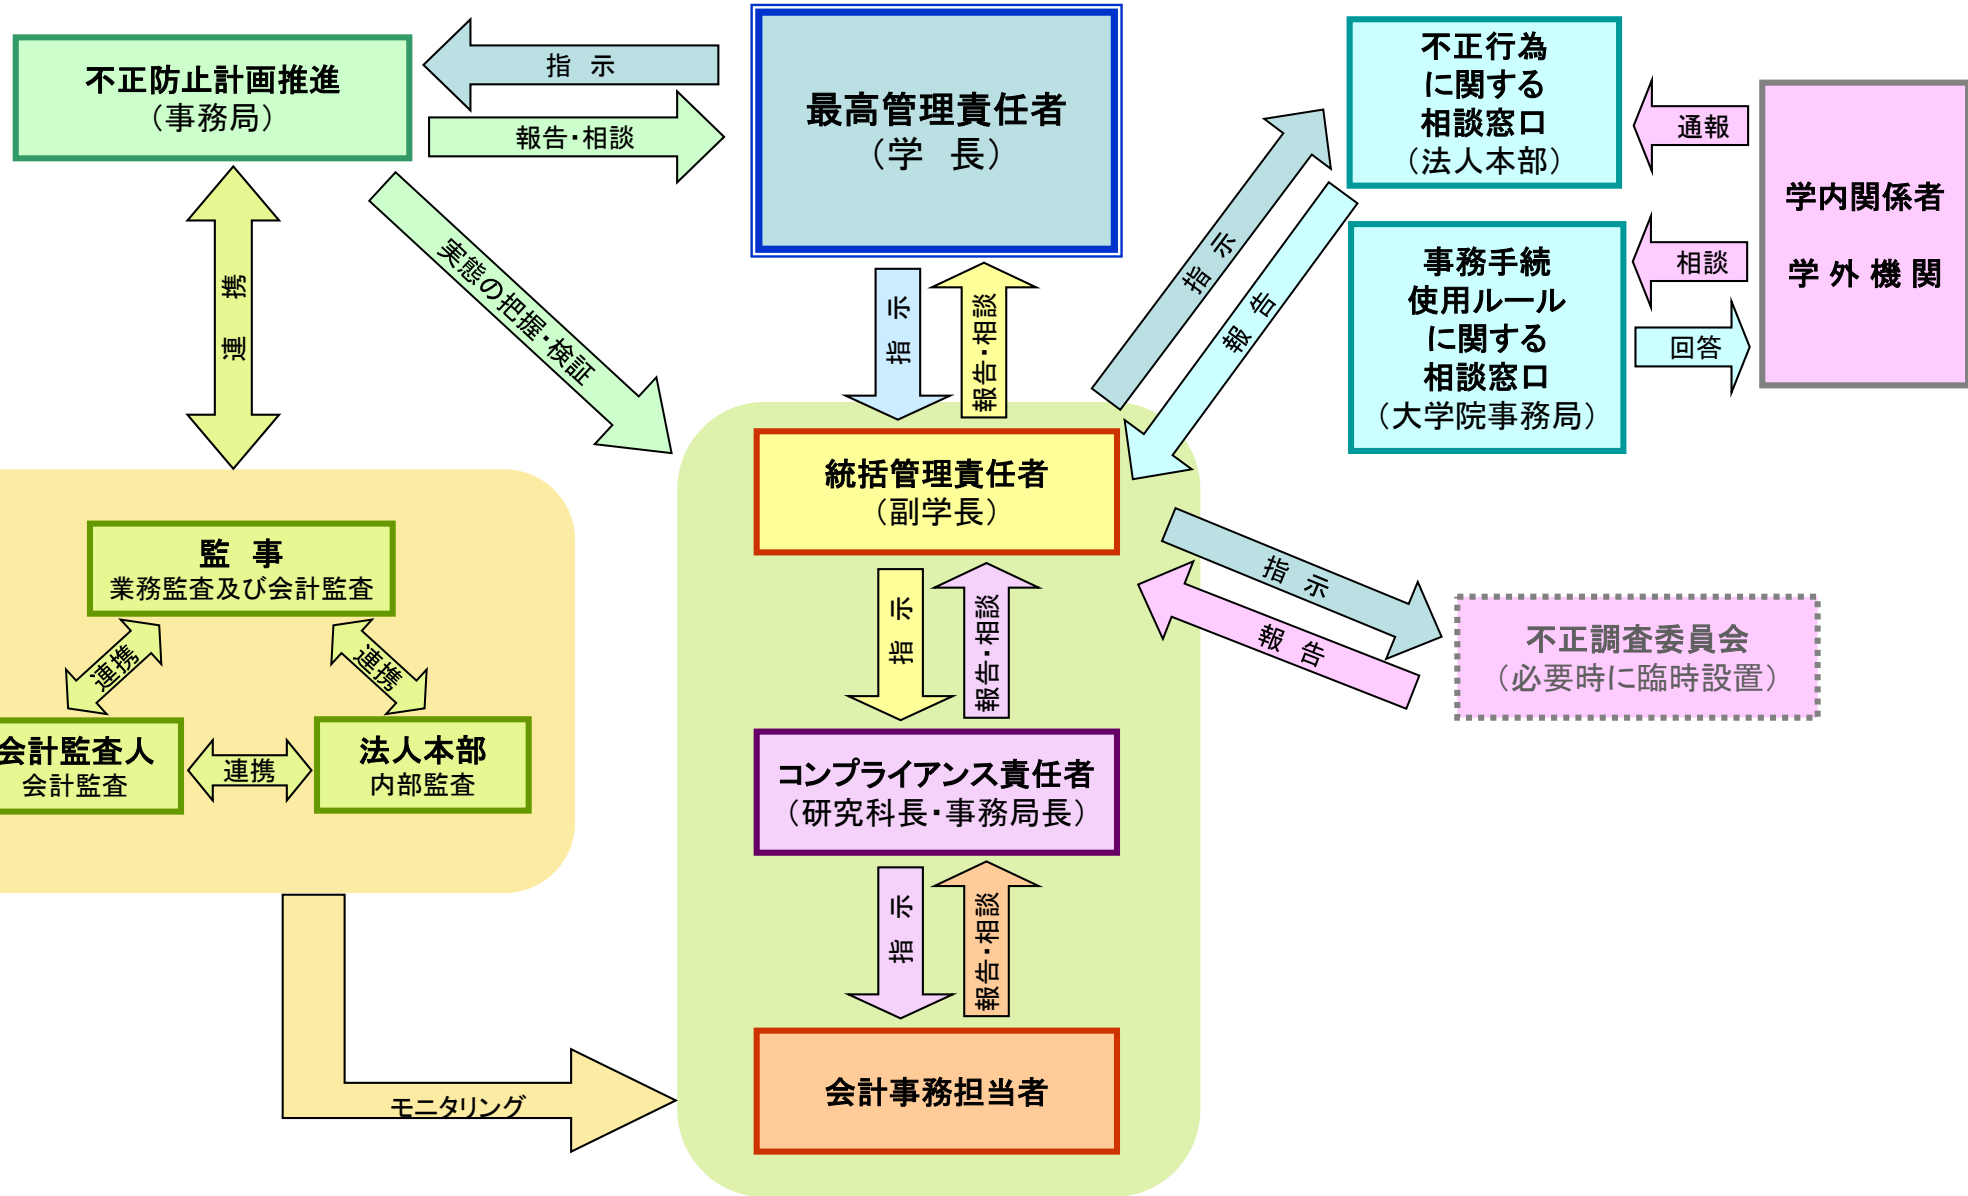 不正防止計画推進
（事務局）
指　示
報告・相談
最高管理責任者
（学　長）
不正行為
に関する
相談窓口
（法人本部）
通報
学内関係者
学 外 機 関
事務手続
使用ルール
に関する
相談窓口
（大学院事務局）
相談
回答
連　携
実態の把握・検証
指　示
報告・相談
指　示
報　告
統括管理責任者
（副学長）
監　事
業務監査及び会計監査
連携
連携
会計監査人
会計監査
連携
法人本部
内部監査
指　示
報告・相談
指　示
報　告
不正調査委員会
（必要時に臨時設置）
コンプライアンス責任者
（研究科長・事務局長）
指　示
報告・相談
モニタリング
会計事務担当者